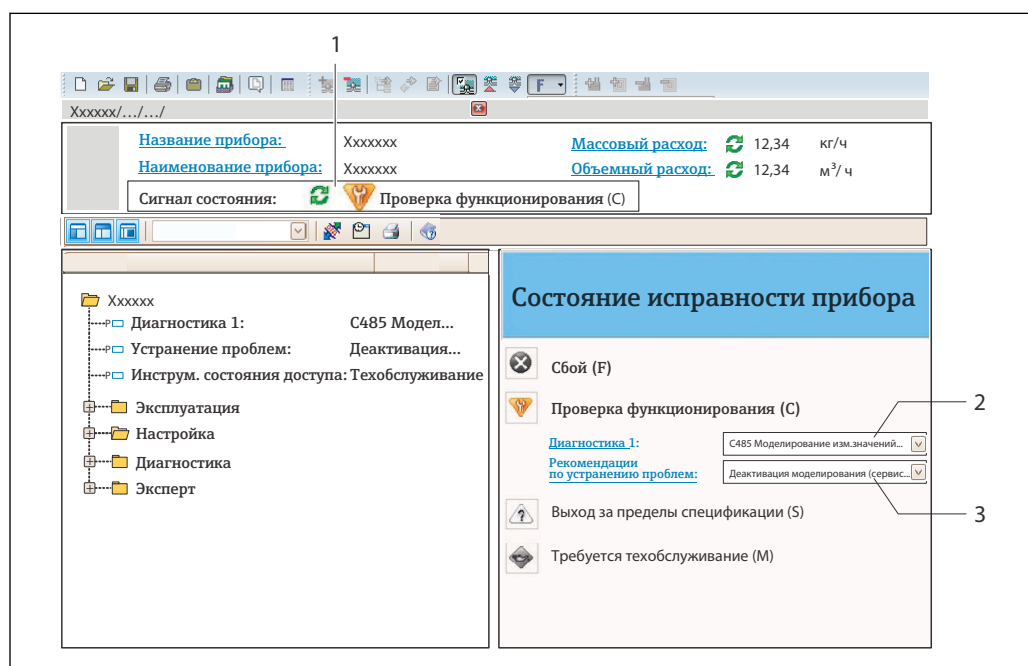 1
F
Xxxxxx/.../.../
Название прибора: Xxxxxxx Массовый расход: 12,34 кг/ч
Наименование прибора: Xxxxxxx Объемный расход: 12,34 м³/ ч
Сигнал состояния: Проверка функционирования (C)
Xxxxxx
Диагностика 1: C485 Модел...
Устранение проблем: Деактивация...
Инструм. состояния доступа: Техобслуживание
Эксплуатация
Настройка
Диагностика
Эксперт
Состояние исправности прибора
Сбой (F)
Проверка функционирования (C)
2
Диагностика 1: C485 Моделирование изм.значений...
Рекомендации
по устранению проблем: Деактивация моделирования (сервис...
3
Выход за пределы спецификации (S)
Требуется техобслуживание (M)